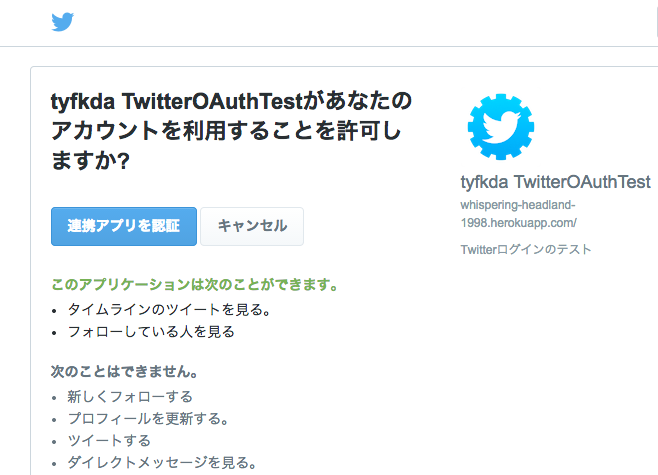 tyfkda TwitterOAuthTestがあなたの
アカウントを利用することを許可し
ますか?
連携アプリを認証
キャンセル
このアプリケーションは次のことができます。
• タイムラインのツイートを見る。
• フォローしている人を見る
次のことはできません。
• 新しくフォローする
• プロフィールを更新する。
• ツイートする
• ダイレクトメッセージを見る。
tyfkda TwitterOAuthTest
whispering-headland-
1998.herokuapp.com/
Twitterログインのテスト